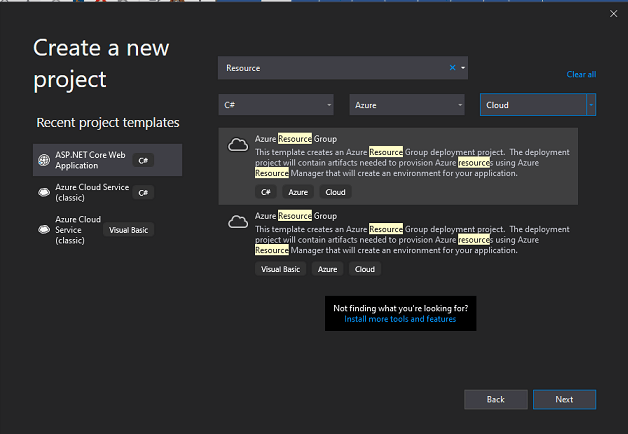 Create a new
project
Recent project templates
ASP.NET Core Web
Application
C#
Azure Cloud Service
(classic)
C#
Azure Cloud
Service
(classic)
Visual Basic
Resource
Clear all
C#
Azure
Cloud
Azure Resource Group
This template creates an Azure Resource Group deployment project. The deployment
project will contain artifacts needed to provision Azure resources using Azure
Resource Manager that will create an environment for your application.
C# Azure Cloud
Azure Resource Group
This template creates an Azure Resource Group deployment project. The deployment
project will contain artifacts needed to provision Azure resources using Azure
Resource Manager that will create an environment for your application.
Visual Basic Azure Cloud
Not finding what you're looking for?
Install more tools and features
Back
Next